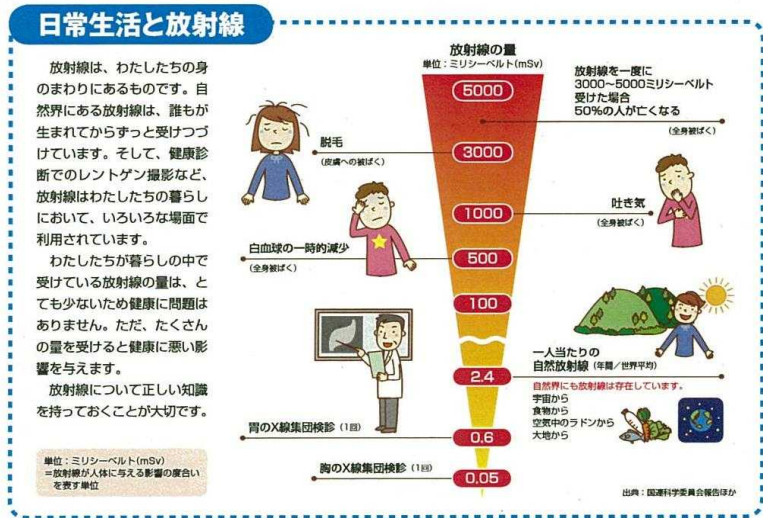 日常生活と放射線
放射線は、わたしたちの身
のまわりにあるものです。自
然界にある放射線は、誰もが
生まれてからずっと受けつづ
けています。そして、健康診
断でのレントゲン撮影など、
放射線はわたしたちの暮らし
において、いろいろな場面で
利用されています。
わたしたちが暮らしの中で
受けている放射線の量は、と
ても少ないため健康に問題は
ありません。ただ、たくさん
の量を受けると健康に悪い影
響を与えます。
放射線について正しい知識
を持っておくことが大切です。
単位:ミリシーベルト(mSv)
=放射線が人体に与える影響の度合い
を表す単位
放射線の量
単位:ミリシーベルト(mSv)
5000
放射線を一度に
3000~5000ミリシーベルト
受けた場合
50%の人が亡くなる
(全身被ばく)
脱毛
(皮膚への被ばく)
3000
1000
吐き気
(全身被ばく)
白血球の一時的減少
(全身被ばく)
500
100
一人当たりの
自然放射線(年間/世界平均)
2.4
自然界にも放射線は存在しています。
宇宙から
食物から
空気中のラドンから
大地から
胃のX線集団検診(1回)
0.6
胸のX線集団検診(1回)
0.05
出典:国連科学委員会報告ほか